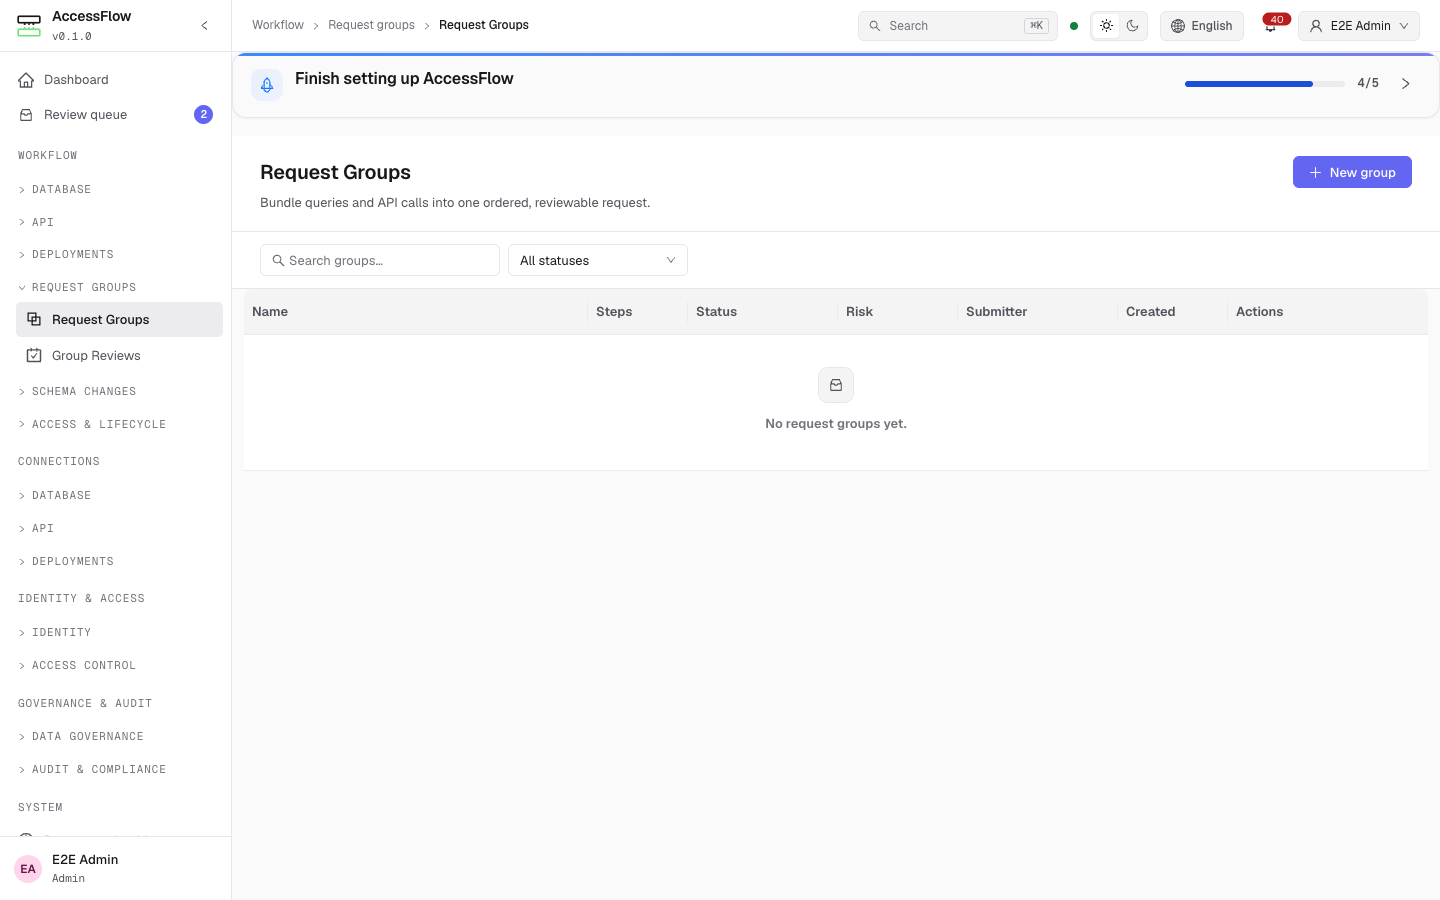 AccessFlow
v0.1.0
Workflow
Request groups
Request Groups
Search
⌘K
English
40
E2E Admin
Dashboard
Review queue
2
WORKFLOW
DATABASE
API
DEPLOYMENTS
REQUEST GROUPS
Request Groups
Group Reviews
SCHEMA CHANGES
ACCESS & LIFECYCLE
CONNECTIONS
DATABASE
API
DEPLOYMENTS
IDENTITY & ACCESS
IDENTITY
ACCESS CONTROL
GOVERNANCE & AUDIT
DATA GOVERNANCE
AUDIT & COMPLIANCE
SYSTEM
EA
E2E Admin
Admin
Finish setting up AccessFlow
4/5
Request Groups
Bundle queries and API calls into one ordered, reviewable request.
New group
Search groups…
All statuses
Name Steps Status Risk Submitter Created Actions
No request groups yet.